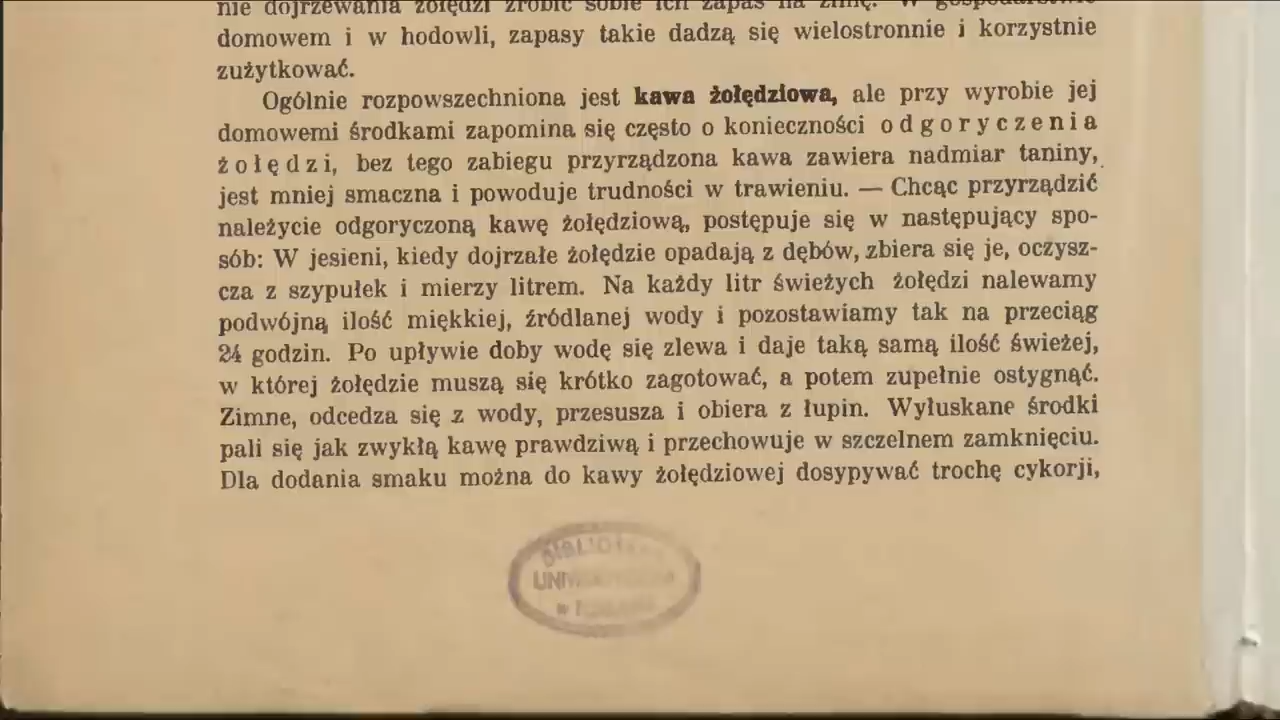 nie dojrzewania żołędzi zrobić sobie ich zapas na zimę. W gospodarstwie
domowem i w hodowli, zapasy takie dadzą się wielostronnie i korzystnie
zużytkować.
Ogólnie rozpowszechniona jest kawa żołędziowa, ale przy wyrobie jej
domowemi środkami zapomina się często o konieczności odgoryczenia
żołędzi, bez tego zabiegu przyrządzona kawa zawiera nadmiar taniny,
jest mniej smaczna i powoduje trudności w trawieniu. — Chcąc przyrządzić
należycie odgoryczoną kawę żołędziową, postępuje się w następujący spo-
sób: W jesieni, kiedy dojrzałe żołędzie opadają z dębów, zbiera się je, oczysz-
cza z szypułek i mierzy litrem. Na każdy litr świeżych żołędzi nalewamy
podwójną ilość miękkiej, źródlanej wody i pozostawiamy tak na przeciąg
24 godzin. Po upływie doby wodę się zlewa i daje taką samą ilość świeżej,
w której żołędzie muszą się krótko zagotować, a potem zupełnie ostygnąć.
Zimne, odcedza się z wody, przesusza i obiera z łupin. Wyłuskane środki
pali się jak zwykłą kawę prawdziwą i przechowuje w szczelnem zamknięciu.
Dla dodania smaku można do kawy żołędziowej dosypywać trochę cykorji,
w